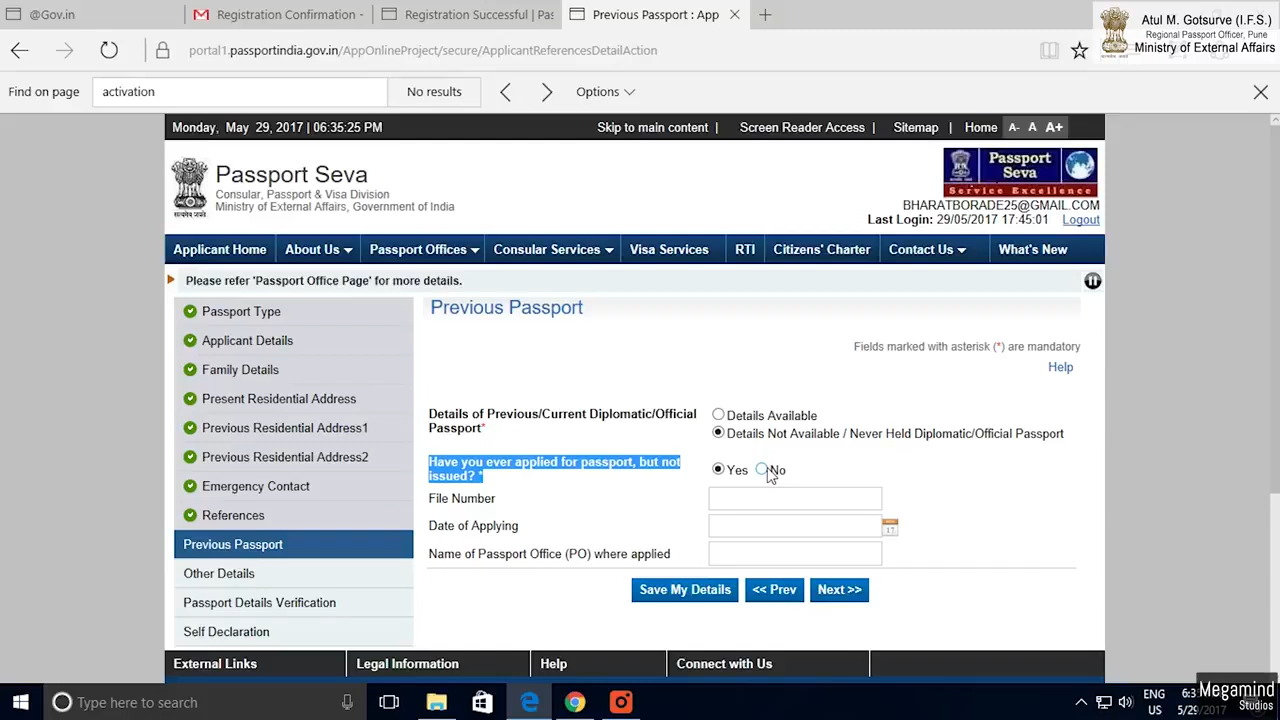 @Gov.in
Registration Confirmation -
Registration Successful | Pas
Previous Passport : App
Atul M. Gotsurve (I.F.S.)
Regional Passport Officer, Pune
Ministry of External Affairs
portal1.passportindia.gov.in/AppOnlineProject/secure/ApplicantReferencesDetailAction
Find on page
activation
No results
Options
Monday, May 29, 2017 | 06:35:25 PM
Skip to main content |
Screen Reader Access |
Sitemap |
Home
A-
A
A+
Passport Seva
Consular, Passport & Visa Division
Ministry of External Affairs, Government of India
सत्यमेव जयते
Passport
Seva
Service Excellence
BHARATBORADE25@GMAIL.COM
Last Login: 29/05/2017 17:45:01 Logout
Applicant Home
About Us
Passport Offices
Consular Services
Visa Services
RTI
Citizens' Charter
Contact Us
What's New
Please refer 'Passport Office Page' for more details.
Passport Type
Applicant Details
Family Details
Present Residential Address
Previous Residential Address1
Previous Residential Address2
Emergency Contact
References
Previous Passport
Other Details
Passport Details Verification
Self Declaration
Previous Passport
Fields marked with asterisk (*) are mandatory
Help
Details of Previous/Current Diplomatic/Official
Passport*
Details Available
Details Not Available / Never Held Diplomatic/Official Passport
Have you ever applied for passport, but not
issued? *
Yes
No
File Number
Date of Applying
Name of Passport Office (PO) where applied
Save My Details
<< Prev
Next >>
External Links
Legal Information
Help
Connect with Us
Type here to search
ENG
US
6:3
5/29/2017
Megamind
Studios